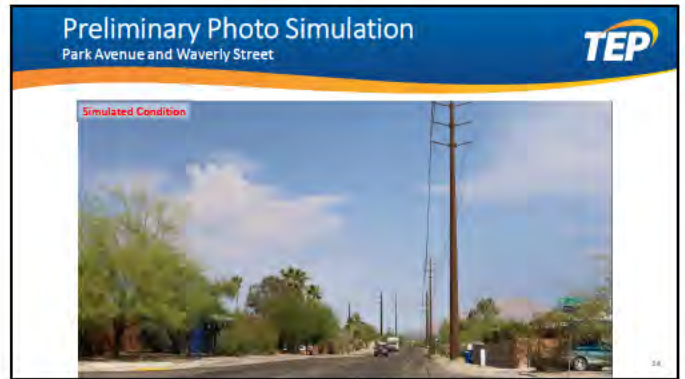 Preliminary Photo Simulation
Park Avenue and Waverly Street
TEP
Simulated Condition